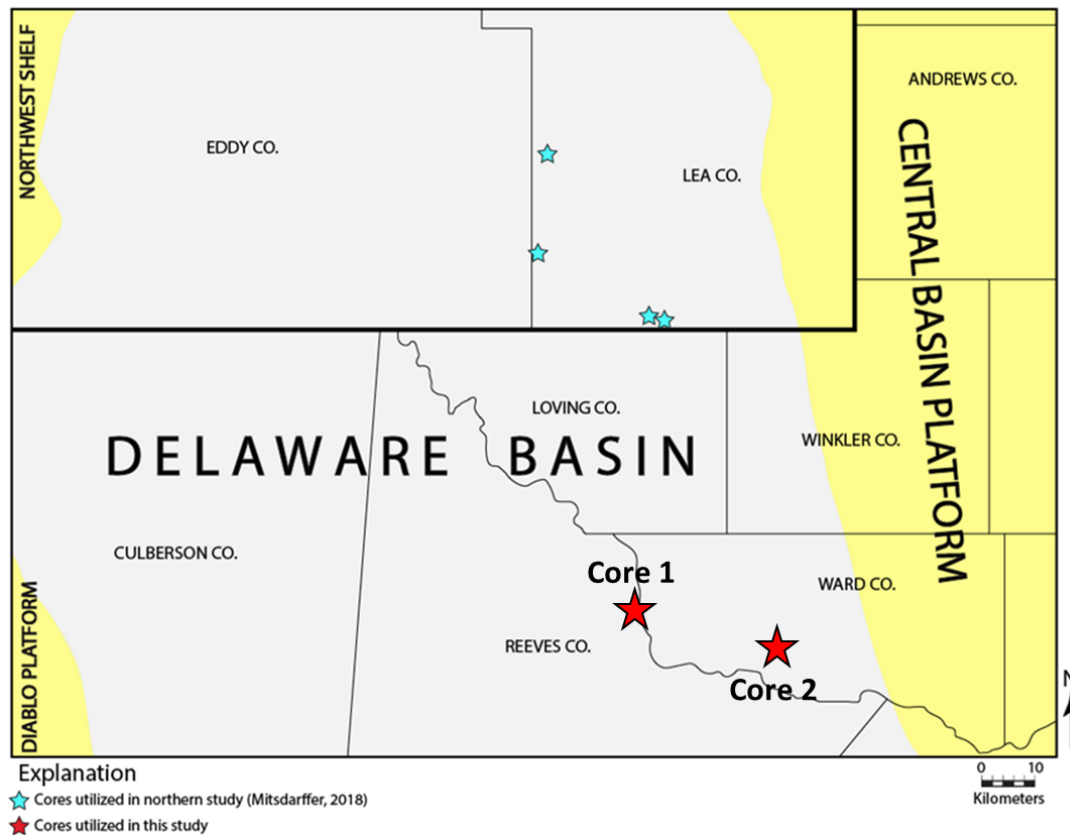 NORTHWEST SHELF
EDDY CO.
LEA CO.
ANDREWS CO.
CENTRAL BASIN PLATFORM
LOVING CO.
WINKLER CO.
DELAWARE BASIN
CULBERSON CO.
Core 1
WARD CO.
REEVES CO.
Core 2
DIABLO PLATFORM
N
Explanation
Cores utilized in northern study (Mitsdarffer, 2018)
Cores utilized in this study
0 10
Kilometers